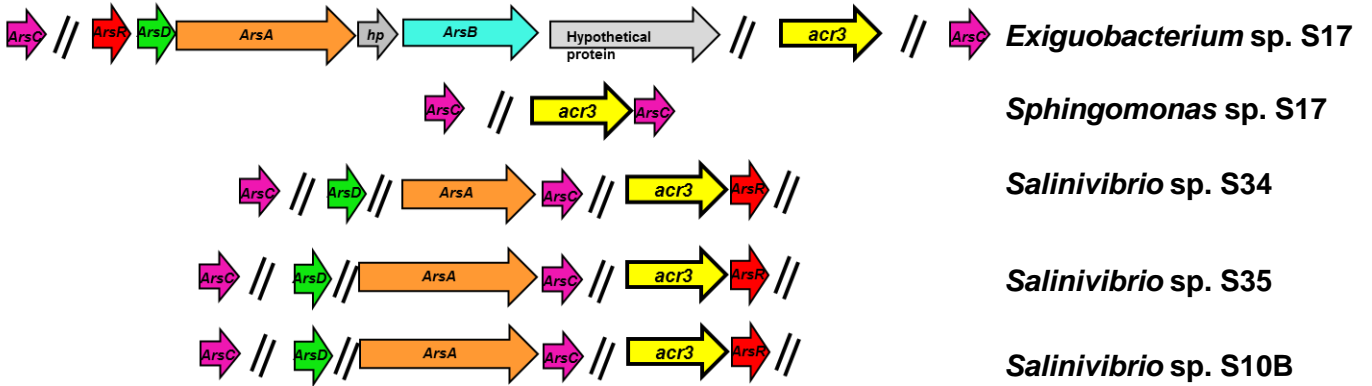 ArsC // ArsR ArsD ArsA hp ArsB Hypothetical protein // acr3 // ArsC Exiguobacterium sp. S17
ArsC // acr3 ArsC Sphingomonas sp. S17
ArsC // ArsD // ArsA ArsC // acr3 ArsR // Salinivibrio sp. S34
ArsC // ArsD // ArsA ArsC // acr3 ArsR // Salinivibrio sp. S35
ArsC // ArsD // ArsA ArsC // acr3 ArsR // Salinivibrio sp. S10B